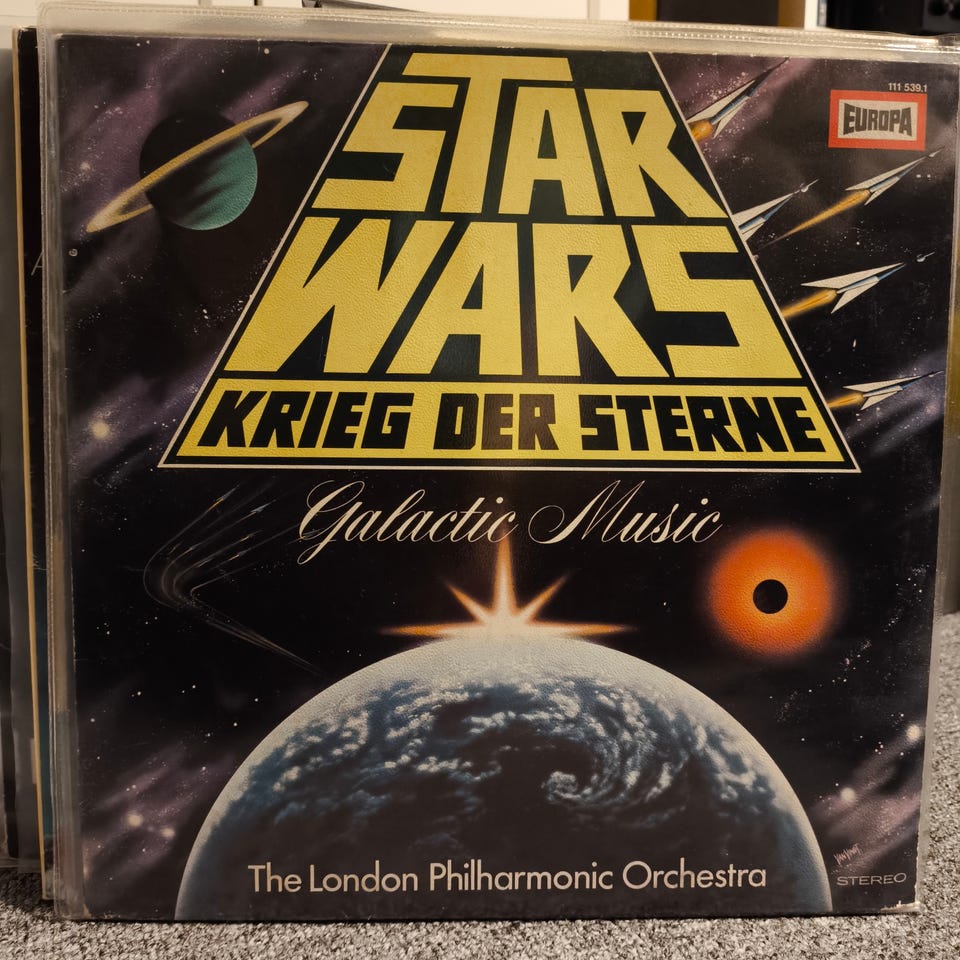 111 539.1
EUROPA
STAR
WARS
KRIEG DER STERNE
Galactic Music
The London Philharmonic Orchestra
STEREO